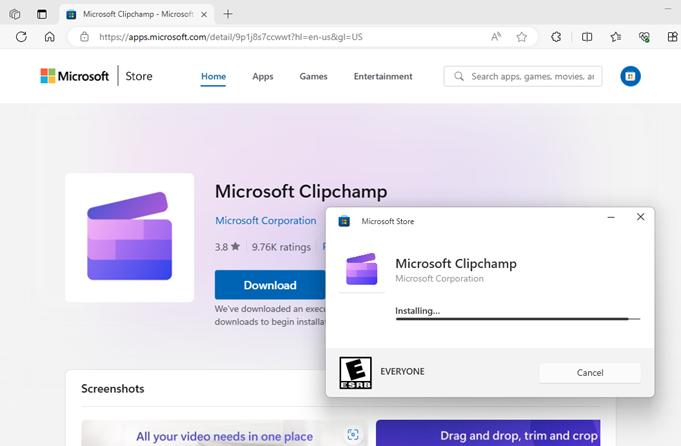 Microsoft Clipchamp - Microsoft
https://apps.microsoft.com/detail/9p1j8s7ccwwt?hl=en-us&gl=US
Microsoft | Store
Home
Apps
Games
Entertainment
Search apps, games, movies,
Microsoft Clipchamp
Microsoft Corporation
3.8 ★ 9.76K ratings
Download
We've downloaded an
downloads to begin
Microsoft Store
Microsoft Clipchamp
Microsoft Corporation
Installing...
E
ESRB
EVERYONE
Cancel
Screenshots
All your video needs in one place
Drag and drop, trim and crop